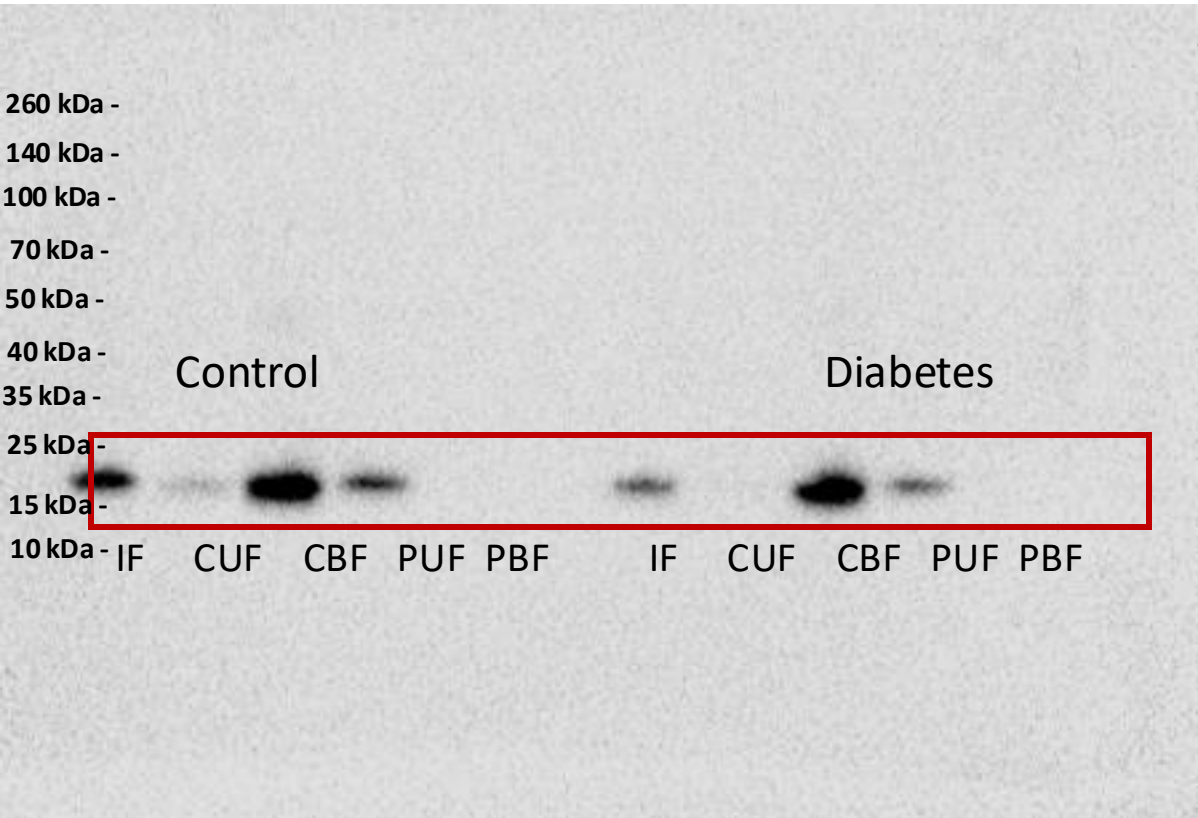 260 kDa -
140 kDa -
100 kDa -
70 kDa -
50 kDa -
40 kDa -
Control Diabetes
35 kDa -
25 kDa -
15 kDa -
10 kDa - IF CUF CBF PUF PBF IF CUF CBF PUF PBF